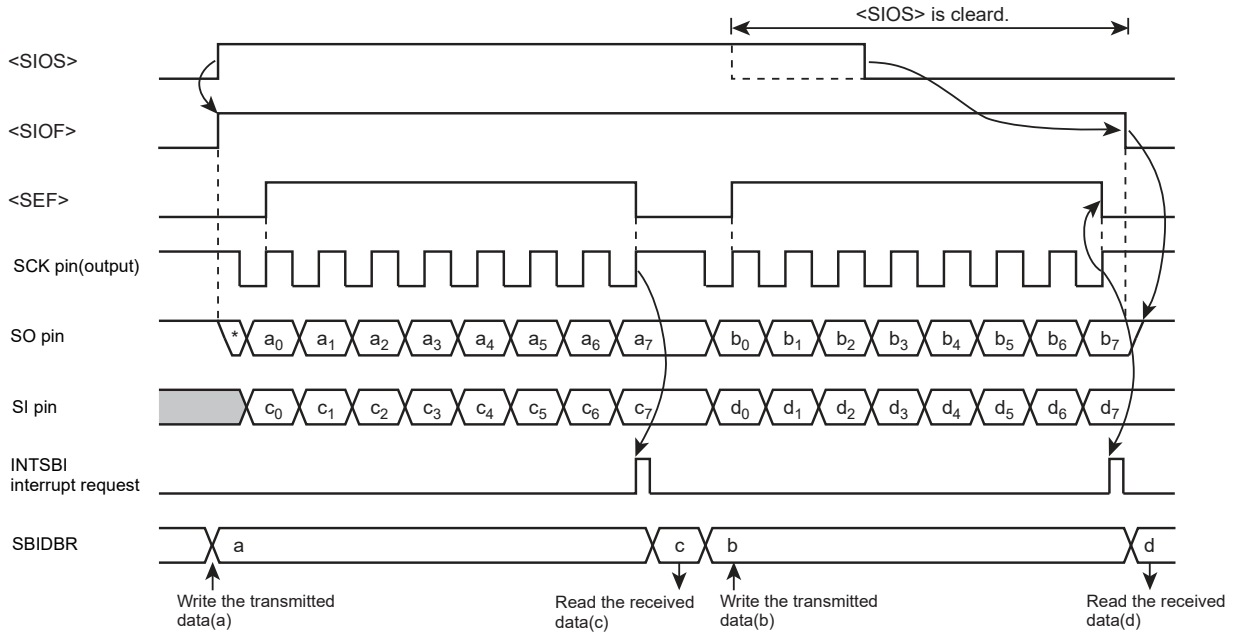 <SIOS> is cleard.
<SIOS>
<SIOF>
<SEF>
SCK pin(output)
SO pin
* a0 a1 a2 a3 a4 a5 a6 a7 b0 b1 b2 b3 b4 b5 b6 b7
SI pin
c0 c1 c2 c3 c4 c5 c6 c7 d0 d1 d2 d3 d4 d5 d6 d7
INTSBI
interrupt request
SBIDBR
a c b d
Write the transmitted
data(a)
Read the received
data(c)
Write the transmitted
data(b)
Read the received
data(d)